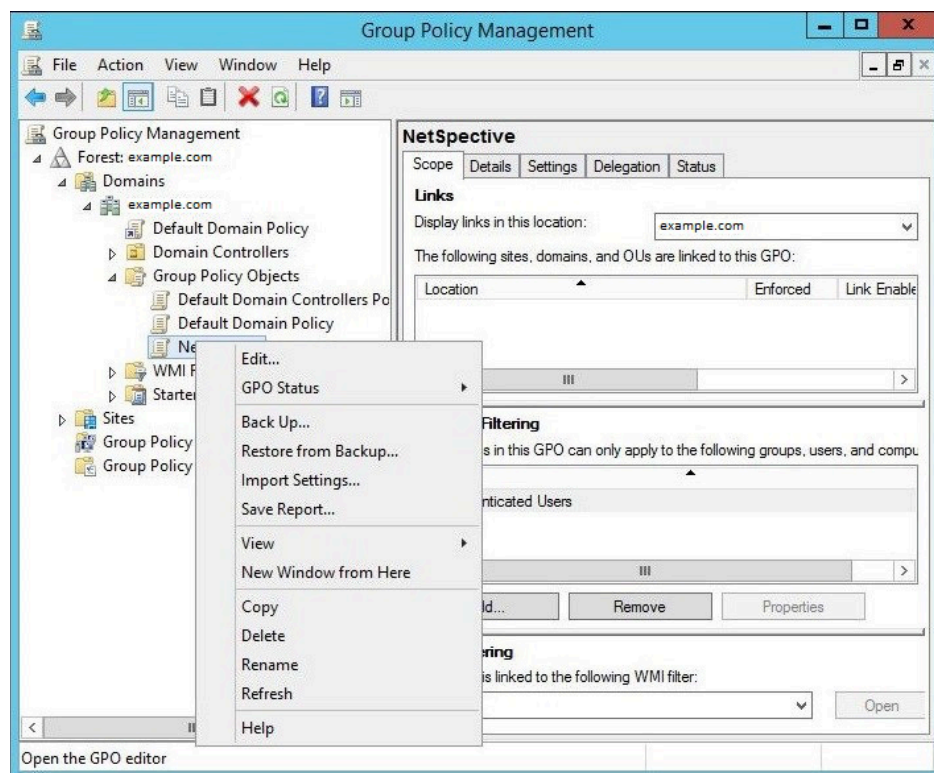 Group Policy Management
File Action View Window Help
Group Policy Management
Forest: example.com
Domains
example.com
Default Domain Policy
Domain Controllers
Group Policy Objects
Default Domain Controllers Po
Default Domain Policy
Ne
WMI F
Starter
Sites
Group Policy
Group Policy
NetSpective
Scope Details Settings Delegation Status
Links
Display links in this location: example.com
The following sites, domains, and OUs are linked to this GPO:
Location Enforced Link Enable
Filtering
s in this GPO can only apply to the following groups, users, and compu
nticated Users
ld... Remove Properties
ering
is linked to the following WMI filter:
Open
Edit...
GPO Status
Back Up...
Restore from Backup...
Import Settings...
Save Report...
View
New Window from Here
Copy
Delete
Rename
Refresh
Help
Open the GPO editor